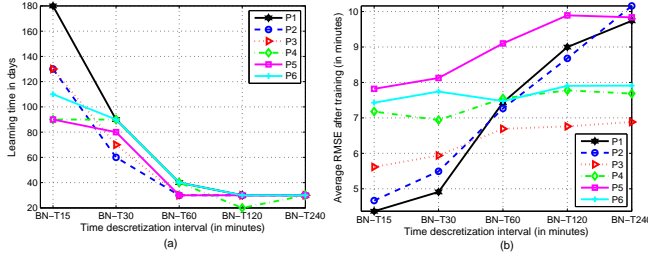 180
160
140
120
100
80
60
40
20
Learning time in days
P1
P2
P3
P4
P5
P6
BN−T15 BN−T30 BN−T60 BN−T120 BN−T240
Time descretization interval (in minutes)
(a)
10
9
8
7
6
5
Average RMSE after training (in minutes)
P1
P2
P3
P4
P5
P6
BN−T15 BN−T30 BN−T60 BN−T120 BN−T240
Time descretization interval (in minutes)
(b)